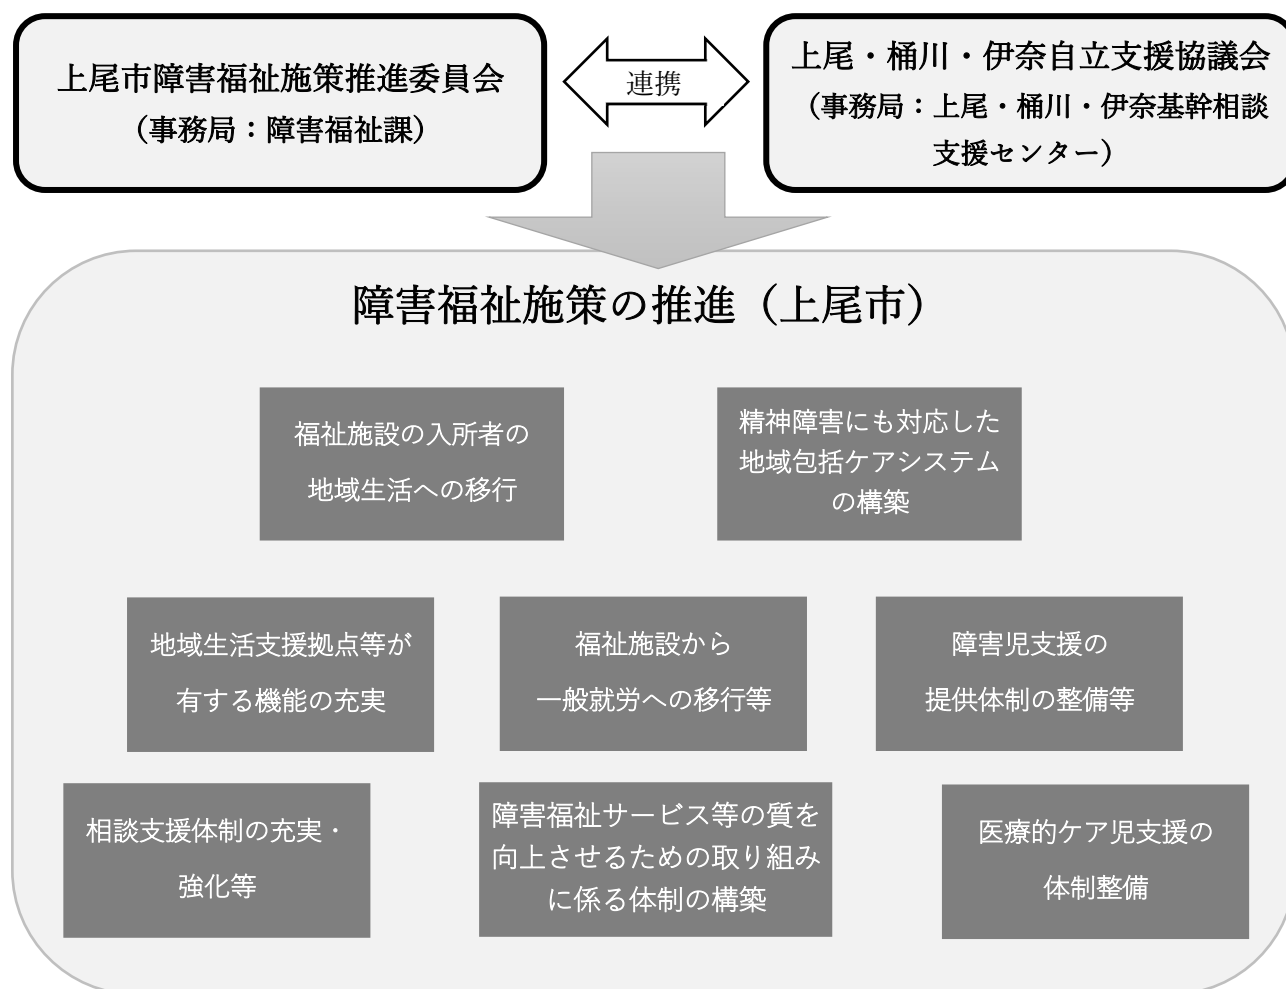 上尾市障害福祉施策推進委員会
（事務局：障害福祉課）
連携
上尾・桶川・伊奈自立支援協議会
（事務局：上尾・桶川・伊奈基幹相談
支援センター）
障害福祉施策の推進（上尾市）
福祉施設の入所者の
地域生活への移行
精神障害にも対応した
地域包括ケアシステム
の構築
地域生活支援拠点等が
有する機能の充実
福祉施設から
一般就労への移行等
障害児支援の
提供体制の整備等
相談支援体制の充実・
強化等
障害福祉サービス等の質を
向上させるための取り組み
に係る体制の構築
医療的ケア児支援の
体制整備